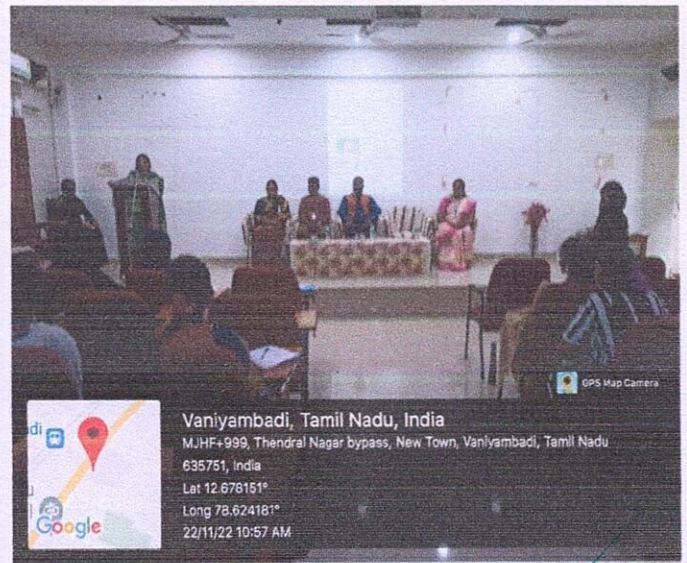 GPS Map Camera
di
Google
Vaniyambadi, Tamil Nadu, India
MJHF+999, Thendral Nagar bypass, New Town, Vaniyambadi, Tamil Nadu
635751, India
Lat 12.678151°
Long 78.624181°
22/11/22 10:57 AM